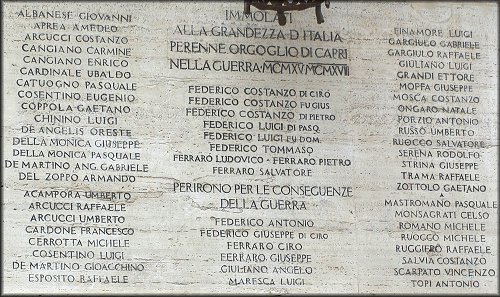 ALBANESE GIOVANNI
APREA AMEDEO
ARCUCCI COSTANZO
CANGIANO CARMINE
CANGIANO ENRICO
CARDINALE UBALDO
CATUOGNO PASQUALE
COSENTINO EUGENIO
COPPOLA GAETANO
CHININO LUIGI
DE ANGELIS ORESTE
DELLA MONICA GIUSEPPE
DELLA MONICA PASQUALE
DE MARTINO ANG. GABRIELE
DEL ZOPPO ARMANDO
ACAMPORA UMBERTO
ARCUCCI RAFFAELE
ARCUCCI UMBERTO
CARDONE FRANCESCO
CERROTTA MICHELE
COSENTINO LUIGI
DE MARTINO GIOACCHINO
ESPOSITO RAFFAELE
IMMOLA
ALLA GRANDEZZA D'ITALIA
PERENNE ORGOGLIO DI CAPRI
NELLA GUERRA·MCMXV·MCMXVIII
FEDERICO COSTANZO DI CIRO
FEDERICO COSTANZO FU GIUS
FEDERICO COSTANZO DI PIETRO
FEDERICO LUIGI DI PASQ.
FEDERICO LUIGI FU DOM.
FEDERICO TOMMASO
FERRARO LUDOVICO - FERRARO PIETRO
FERRARO SALVATORE
PERIRONO PER LE CONSEGUENZE
DELLA GUERRA
FEDERICO ANTONIO
FEDERICO GIUSEPPE DI CIRO
FERRARO CIRO
FERRARO GIUSEPPE
GIULIANO ANGELO
MARESCA LUIGI
FINAMORE LUIGI
GARGIULO GABRIELE
GARGIULO RAFFAELE
GIULIANO LUIGI
GRANDI ETTORE
MOFFA GIUSEPPE
MOSCA COSTANZO
ONGARO NATALE
PORZIO ANTONIO
RUSSO UMBERTO
RUOCCO SALVATORE
SERENA RODOLFO
STRINA GIUSEPPE
TRAMA RAFFAELE
ZOTTOLO GAETANO
MASTROMANO PASQUALE
MONSAGRATI CELSO
ROMANO MICHELE
RUOGGO MICHELE
RUGGIERO RAFFAELE
SALVIA COSTANZO
SCARPATO VINCENZO
TOPI ANTONIO